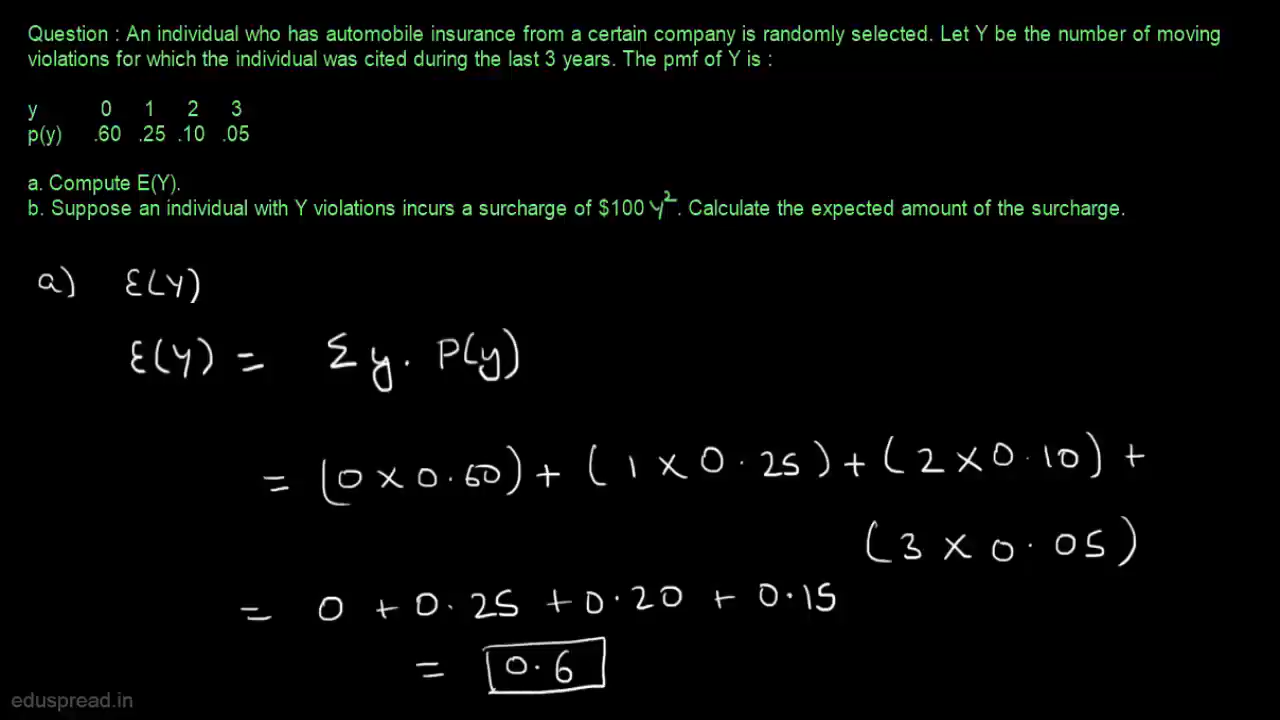 Question : An individual who has automobile insurance from a certain company is randomly selected. Let Y be the number of moving
violations for which the individual was cited during the last 3 years. The pmf of Y is :
y 0 1 2 3
p(y) .60 .25 .10 .05
a. Compute E(Y).
b. Suppose an individual with Y violations incurs a surcharge of $100 Y². Calculate the expected amount of the surcharge.
a) E(Y)
E(Y) = Σ y. P(y)
= (0 × 0.60) + (1 × 0.25) + (2 × 0.10) +
(3 × 0.05)
= 0 + 0.25 + 0.20 + 0.15
= 0.6
eduspread.in